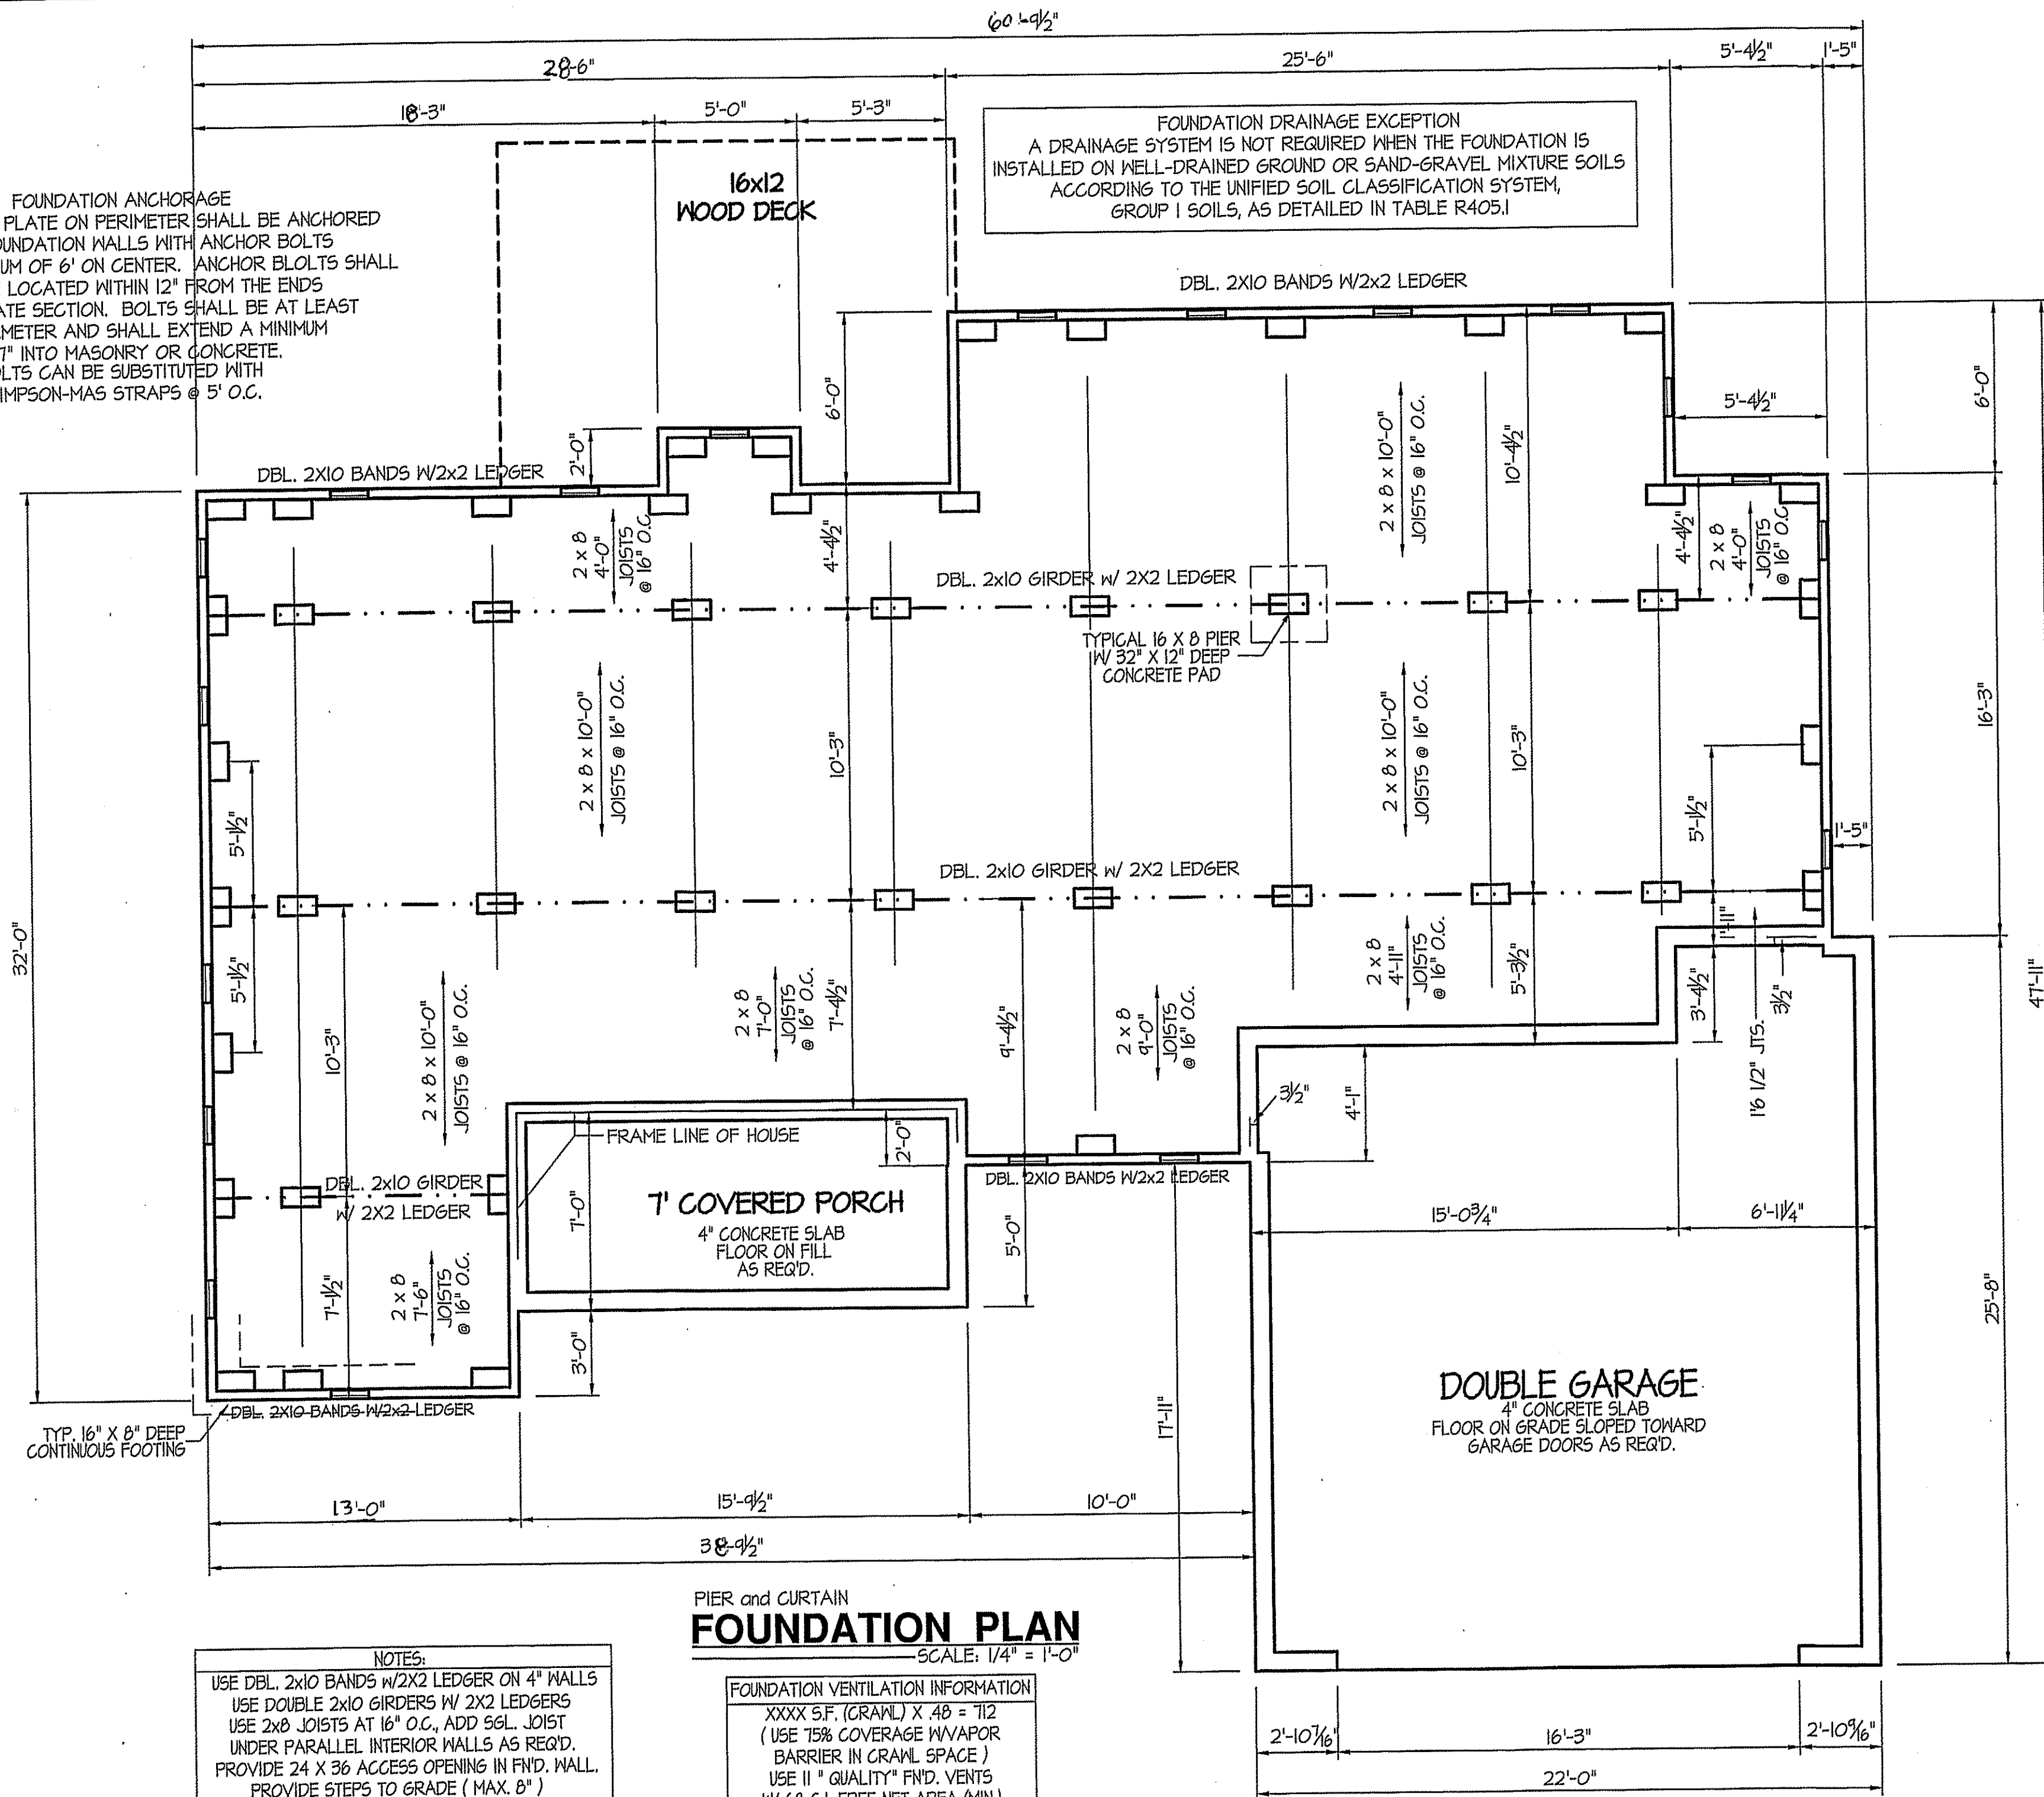 60'-9½"
28'-6"
25'-6"
5'-4½"
1'-5"
18'-3"
5'-0"
5'-3"
FOUNDATION DRAINAGE EXCEPTION
A DRAINAGE SYSTEM IS NOT REQUIRED WHEN THE FOUNDATION IS
INSTALLED ON WELL-DRAINED GROUND OR SAND-GRAVEL MIXTURE SOILS
ACCORDING TO THE UNIFIED SOIL CLASSIFICATION SYSTEM,
GROUP 1 SOILS, AS DETAILED IN TABLE R405.1
16x12
WOOD DECK
FOUNDATION ANCHORAGE
PLATE ON PERIMETER SHALL BE ANCHORED
OUNDATION WALLS WITH ANCHOR BOLTS
UM OF 6' ON CENTER. ANCHOR BLOLTS SHALL
LOCATED WITHIN 12" FROM THE ENDS
ATE SECTION. BOLTS SHALL BE AT LEAST
METER AND SHALL EXTEND A MINIMUM
7" INTO MASONRY OR CONCRETE.
LTS CAN BE SUBSTITUTED WITH
IMPSON-MAS STRAPS @ 5' O.C.
DBL. 2X10 BANDS W/2x2 LEDGER
6'-0"
6'-0"
5'-4½"
2'-0"
DBL. 2X10 BANDS W/2x2 LEDGER
2 x 8 x 10'-0"
JOISTS @ 16" O.C.
10'-4½"
2 x 8
4'-0"
JOISTS
@ 16" O.C.
4'-4½"
4'-4½"
2 x 8
4'-0"
JOISTS
@ 16" O.C.
DBL. 2x10 GIRDER W/ 2X2 LEDGER
TYPICAL 16 X 8 PIER
W/ 32" X 12" DEEP
CONCRETE PAD
16'-3"
2 x 8 x 10'-0"
JOISTS @ 16" O.C.
10'-3"
2 x 8 x 10'-0"
JOISTS @ 16" O.C.
10'-3"
5'-1½"
5'-1½"
1'-5"
DBL. 2x10 GIRDER W/ 2X2 LEDGER
32'-0"
5'-1½"
10'-3"
2 x 8 x 10'-0"
JOISTS @ 16" O.C.
2 x 8
7'-0"
JOISTS
@ 16" O.C.
7'-4½"
9'-4½"
2 x 8
9'-0"
JOISTS
@ 16" O.C.
2 x 8
4'-11"
JOISTS
@ 16" O.C.
5'-3½"
1'-11"
3'-4½"
1'6 1/2" JTS.
3½"
47'-11"
3½"
4'-1"
FRAME LINE OF HOUSE
2'-0"
DBL. 2X10 BANDS W/2x2 LEDGER
DBL. 2x10 GIRDER
W/ 2X2 LEDGER
7'-0"
7' COVERED PORCH
4" CONCRETE SLAB
FLOOR ON FILL
AS REQ'D.
5'-0"
15'-0¾"
6'-11¼"
7'-1½"
2 x 8
7'-6"
JOISTS
@ 16" O.C.
3'-0"
25'-8"
DOUBLE GARAGE
4" CONCRETE SLAB
FLOOR ON GRADE SLOPED TOWARD
GARAGE DOORS AS REQ'D.
DBL. 2X10 BANDS W/2x2 LEDGER
TYP. 16" X 8" DEEP
CONTINUOUS FOOTING
17'-11"
13'-0"
15'-9½"
10'-0"
38'-9½"
PIER and CURTAIN
FOUNDATION PLAN
SCALE: 1/4" = 1'-0"
NOTES:
USE DBL. 2x10 BANDS W/2X2 LEDGER ON 4" WALLS
USE DOUBLE 2x10 GIRDERS W/ 2X2 LEDGERS
USE 2x8 JOISTS AT 16" O.C., ADD SGL. JOIST
UNDER PARALLEL INTERIOR WALLS AS REQ'D.
PROVIDE 24 X 36 ACCESS OPENING IN FN'D. WALL.
PROVIDE STEPS TO GRADE ( MAX. 8" )
FOUNDATION VENTILATION INFORMATION
XXXX S.F. (CRAWL) X .48 = 712
( USE 75% COVERAGE W/VAPOR
BARRIER IN CRAWL SPACE )
USE 11 " QUALITY" FN'D. VENTS
2'-10⁷⁄₁₆"
16'-3"
2'-10⁹⁄₁₆"
22'-0"